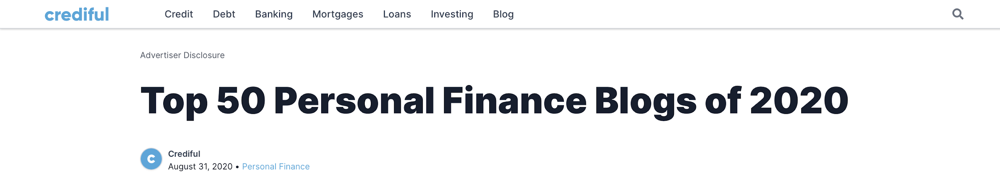 crediful Credit Debt Banking Mortgages Loans Investing Blog
Advertiser Disclosure
Top 50 Personal Finance Blogs of 2020
C
Crediful
August 31, 2020 • Personal Finance